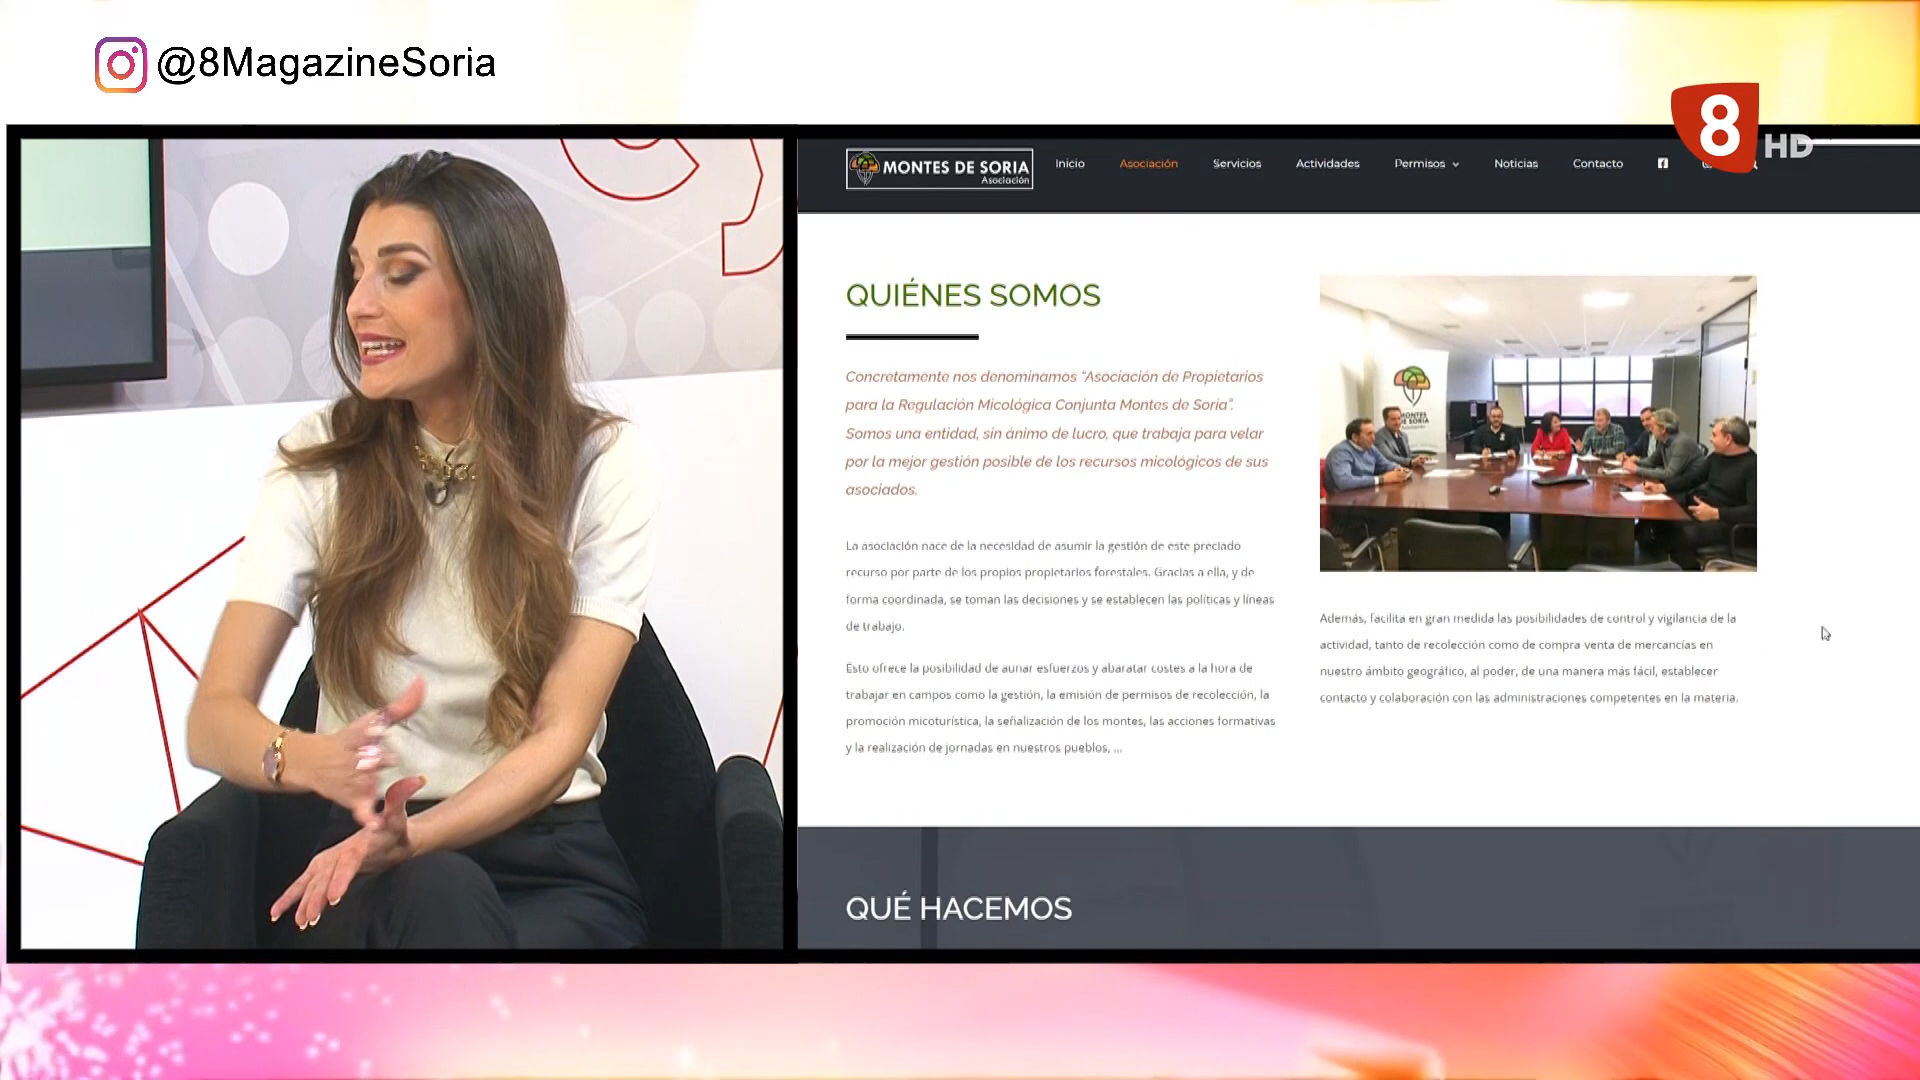 @8MagazineSoria
8 HD
MONTES DE SORIA
Asociación
Inicio Asociación Servicios Actividades Permisos Noticias Contacto
QUIÉNES SOMOS
Concretamente nos denominamos “Asociación de Propietarios
para la Regulación Micológica Conjunta Montes de Soria”.
Somos una entidad, sin ánimo de lucro, que trabaja para velar
por la mejor gestión posible de los recursos micológicos de sus
asociados.
La asociación nace de la necesidad de asumir la gestión de este preciado
recurso por parte de los propios propietarios forestales. Gracias a ella, y de
forma coordinada, se toman las decisiones y se establecen las políticas y líneas
de trabajo.
Esto ofrece la posibilidad de aunar esfuerzos y abaratar costes a la hora de
trabajar en campos como la gestión, la emisión de permisos de recolección, la
promoción micoturística, la señalización de los montes, las acciones formativas
y la realización de jornadas en nuestros pueblos, ...
MONTES
DE SORIA
Además, facilita en gran medida las posibilidades de control y vigilancia de la
actividad, tanto de recolección como de compra-venta de mercancías en
nuestro ámbito geográfico, al poder, de una manera más fácil, establecer
contacto y colaboración con las administraciones competentes en la materia.
QUÉ HACEMOS